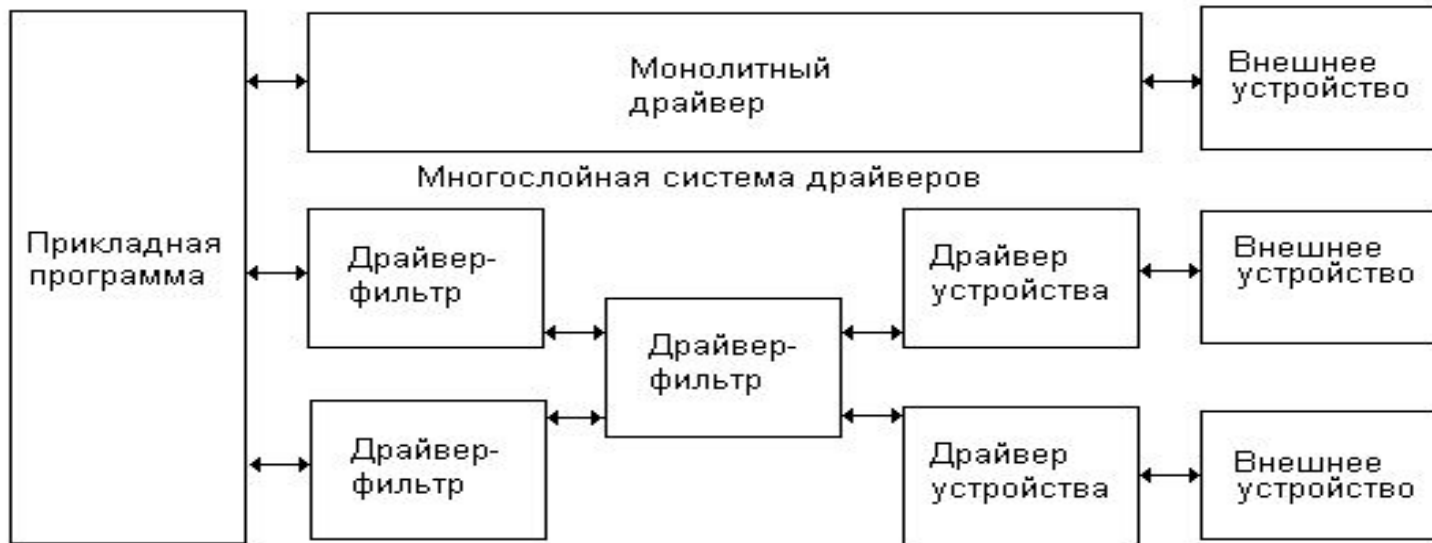 Монолитный
драйвер
Внешнее
устройство
Многослойная система драйверов
Прикладная
программа
Драйвер-
фильтр
Драйвер-
фильтр
Драйвер
устройства
Внешнее
устройство
Драйвер-
фильтр
Драйвер
устройства
Внешнее
устройство